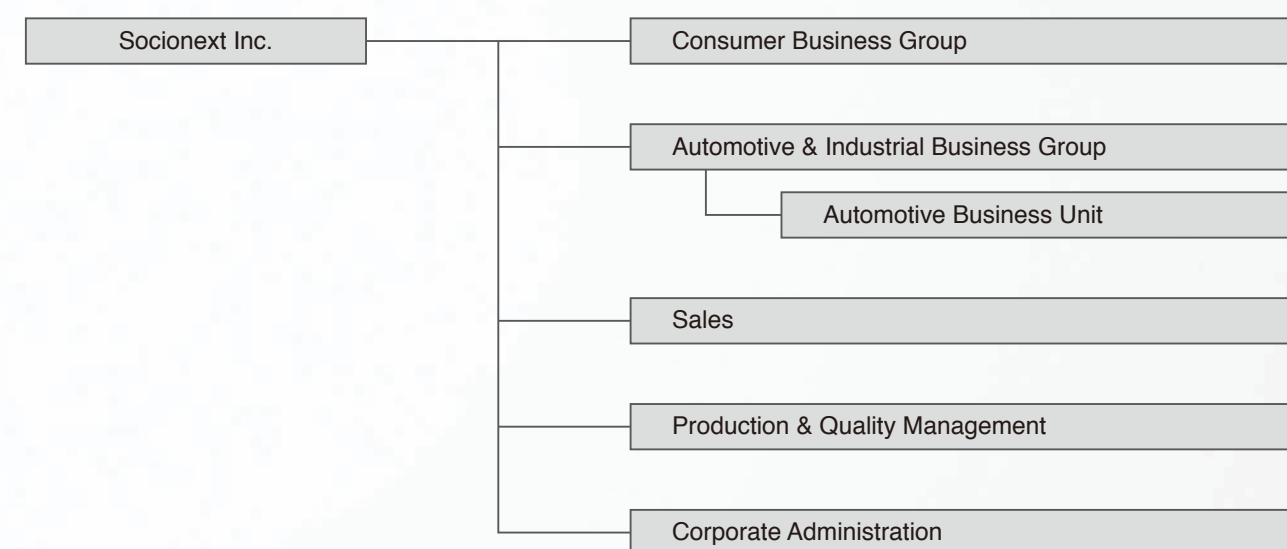 Socionext Inc.
Consumer Business Group
Automotive & Industrial Business Group
Automotive Business Unit
Sales
Production & Quality Management
Corporate Administration